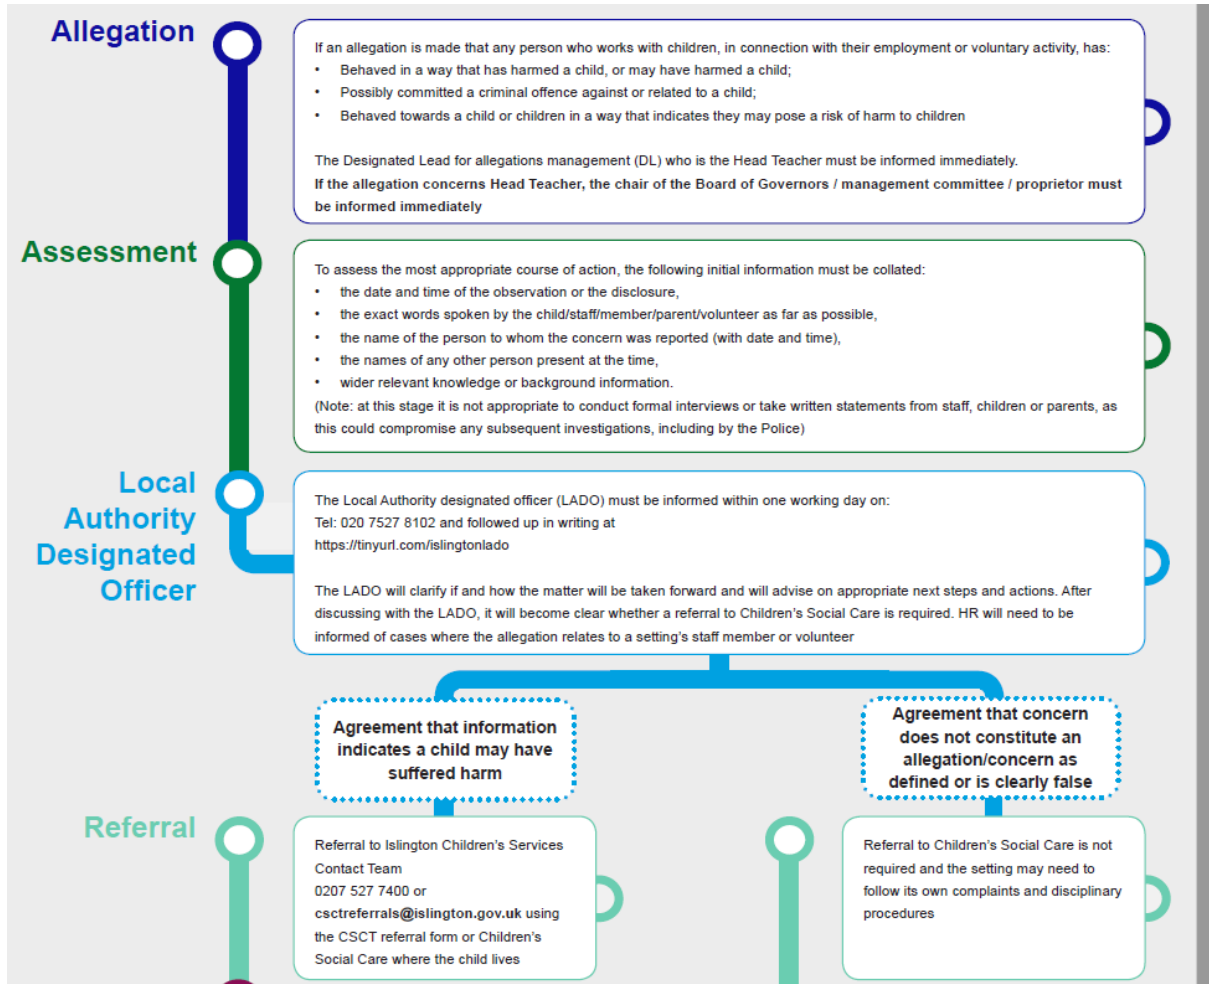 Allegation
If an allegation is made that any person who works with children, in connection with their employment or voluntary activity, has:
• Behaved in a way that has harmed a child, or may have harmed a child;
• Possibly committed a criminal offence against or related to a child;
• Behaved towards a child or children in a way that indicates they may pose a risk of harm to children
The Designated Lead for allegations management (DL) who is the Head Teacher must be informed immediately.
If the allegation concerns Head Teacher, the chair of the Board of Governors / management committee / proprietor must
be informed immediately
Assessment
To assess the most appropriate course of action, the following initial information must be collated:
• the date and time of the observation or the disclosure,
• the exact words spoken by the child/staff/member/parent/volunteer as far as possible,
• the name of the person to whom the concern was reported (with date and time),
• the names of any other person present at the time,
• wider relevant knowledge or background information.
(Note: at this stage it is not appropriate to conduct formal interviews or take written statements from staff, children or parents, as
this could compromise any subsequent investigations, including by the Police)
Local
Authority
Designated
Officer
The Local Authority designated officer (LADO) must be informed within one working day on:
Tel: 020 7527 8102 and followed up in writing at
https://tinyurl.com/islingtonlado
The LADO will clarify if and how the matter will be taken forward and will advise on appropriate next steps and actions. After
discussing with the LADO, it will become clear whether a referral to Children's Social Care is required. HR will need to be
informed of cases where the allegation relates to a setting's staff member or volunteer
Agreement that information
indicates a child may have
suffered harm
Agreement that concern
does not constitute an
allegation/concern as
defined or is clearly false
Referral
Referral to Islington Children's Services
Contact Team
0207 527 7400 or
csctreferrals@islington.gov.uk using
the CSCT referral form or Children's
Social Care where the child lives
Referral to Children's Social Care is not
required and the setting may need to
follow its own complaints and disciplinary
procedures